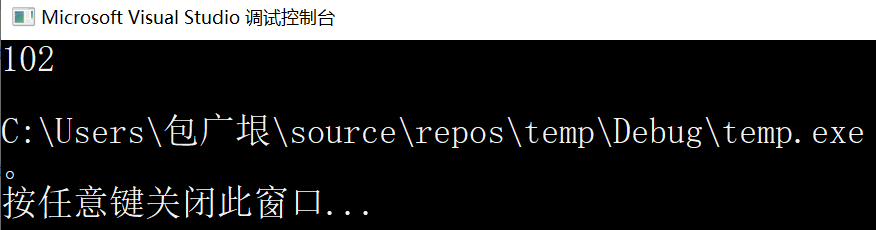 Microsoft Visual Studio 调试控制台
102
C:\Users\包广垠\source\repos\temp\Debug\temp.exe
。
按任意键关闭此窗口...